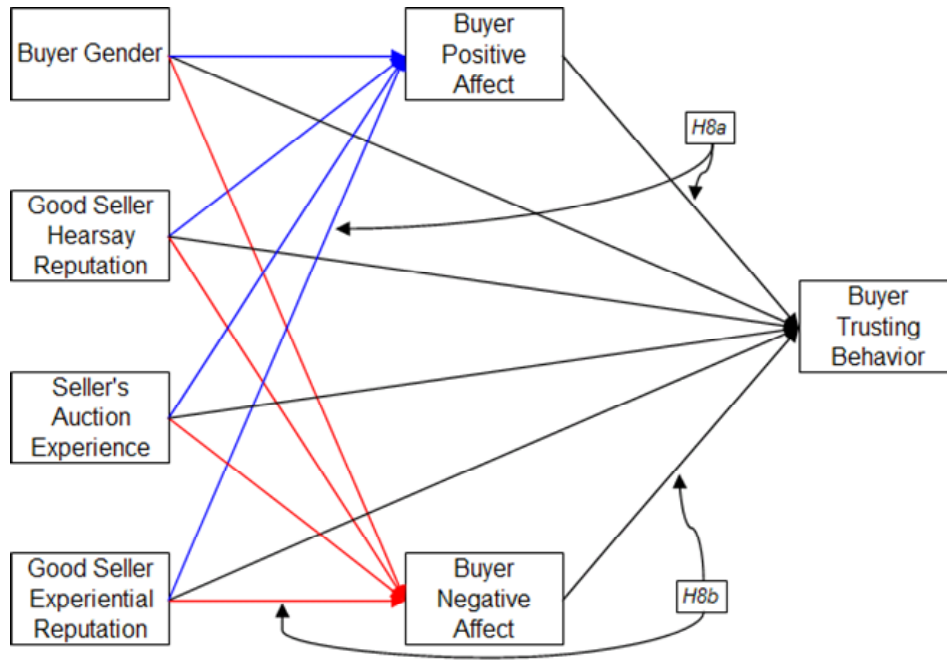 Buyer Gender
Buyer
Positive
Affect
H8a
Good Seller
Hearsay
Reputation
Buyer
Trusting
Behavior
Seller's
Auction
Experience
Good Seller
Experiential
Reputation
Buyer
Negative
Affect
H8b